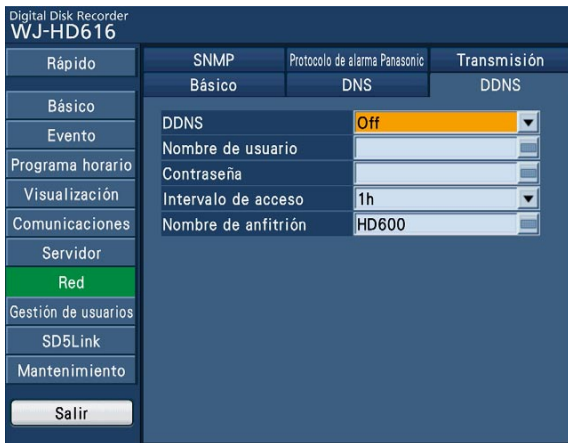 Digital Disk Recorder
WJ-HD616
Rápido
Básico
Evento
Programa horario
Visualización
Comunicaciones
Servidor
Red
Gestión de usuarios
SD5Link
Mantenimiento
Salir
SNMP Protocolo de alarma Panasonic Transmisión
Básico DNS DDNS
DDNS Off
Nombre de usuario
Contraseña
Intervalo de acceso 1h
Nombre de anfitrión HD600